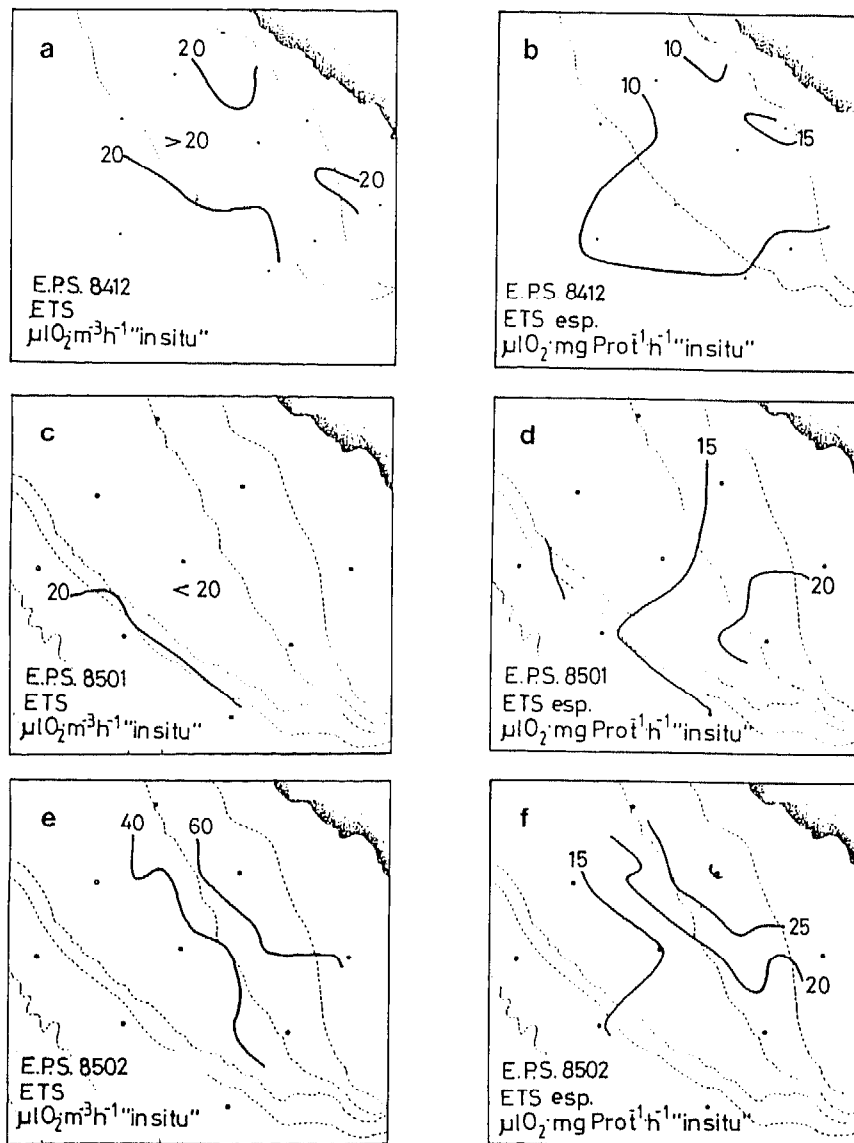 a
20
> 20
20
20
E.P.S. 8412
ETS
µlO₂m⁻³h⁻¹"in situ"
b
10
10
15
E.P.S. 8412
ETS esp.
µlO₂·mg Prot⁻¹·h⁻¹"in situ"
c
20
< 20
E.P.S. 8501
ETS
µlO₂m⁻³h⁻¹"in situ"
d
15
20
E.P.S. 8501
ETS esp.
µlO₂·mg Prot⁻¹·h⁻¹"in situ"
e
40
60
E.P.S. 8502
ETS
µlO₂m⁻³h⁻¹"in situ"
f
15
25
20
E.P.S. 8502
ETS esp.
µlO₂·mg Prot⁻¹·h⁻¹"in situ"